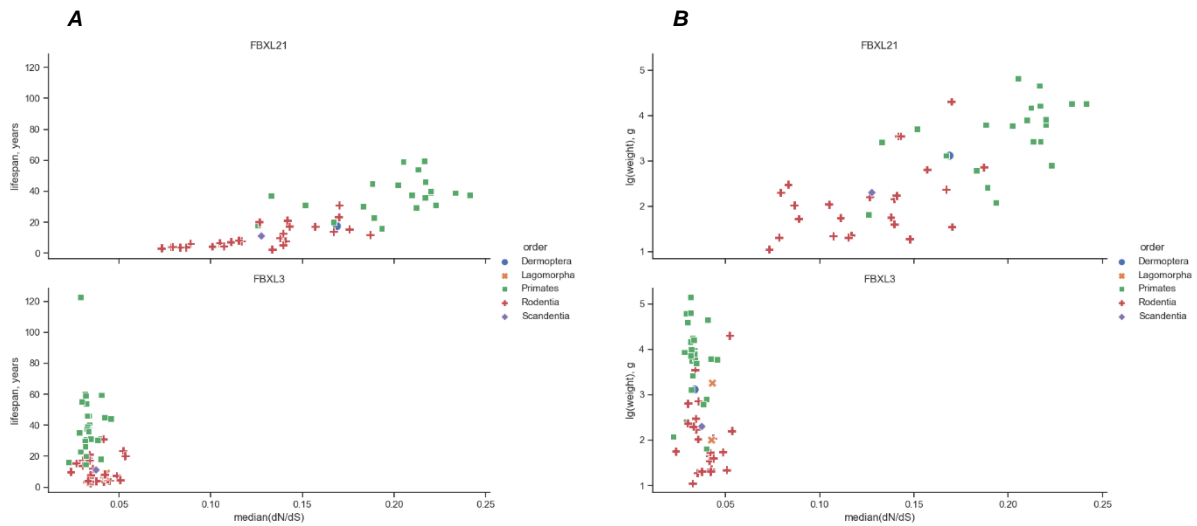 A
B
FBXL21
lifespan, years
120
100
80
60
40
20
0
FBXL3
lifespan, years
120
100
80
60
40
20
0
0.05
0.10
0.15
0.20
0.25
median(dN/dS)
order
Dermoptera
Lagomorpha
Primates
Rodentia
Scandentia
FBXL21
lg(weight), g
5
4
3
2
1
FBXL3
lg(weight), g
5
4
3
2
1
0.05
0.10
0.15
0.20
0.25
median(dN/dS)
order
Dermoptera
Lagomorpha
Primates
Rodentia
Scandentia